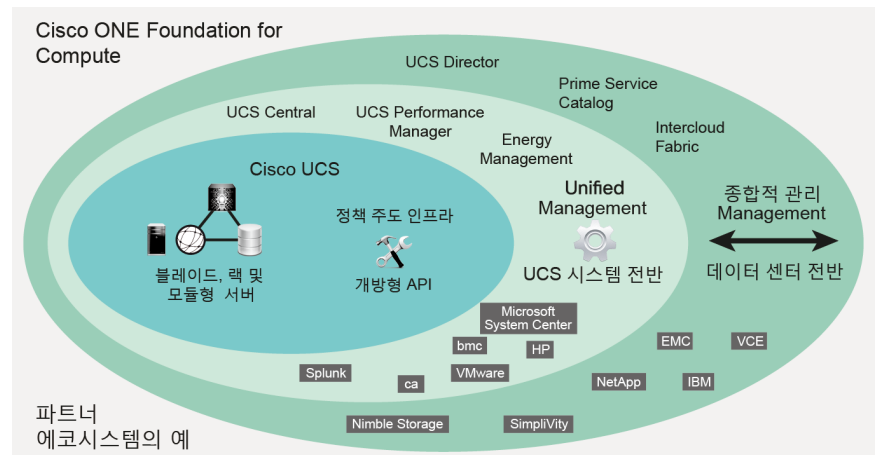 Cisco ONE Foundation for
Compute
UCS Director
Prime Service
Catalog
Intercloud
Fabric
UCS Central
UCS Performance
Manager
Energy
Management
Cisco UCS
Unified
Management
UCS 시스템 전반
종합적 관리
Management
데이터 센터 전반
정책 주도 인프라
개방형 API
블레이드, 랙 및
모듈형 서버
Microsoft
System Center
bmc
HP
Splunk
ca
VMware
EMC
VCE
NetApp
IBM
Nimble Storage
SimpliVity
파트너
에코시스템의 예